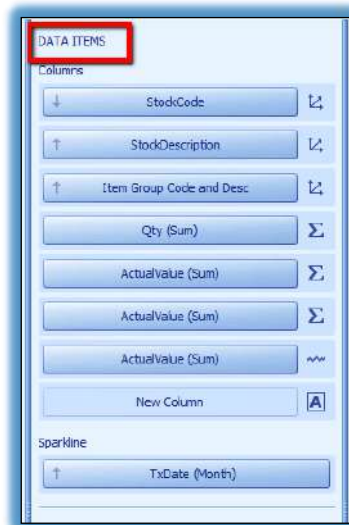 DATA ITEMS
Columns
StockCode
StockDescription
Item Group Code and Desc
Qty (Sum)
ActualValue (Sum)
ActualValue (Sum)
ActualValue (Sum)
New Column
Sparkline
TxDate (Month)